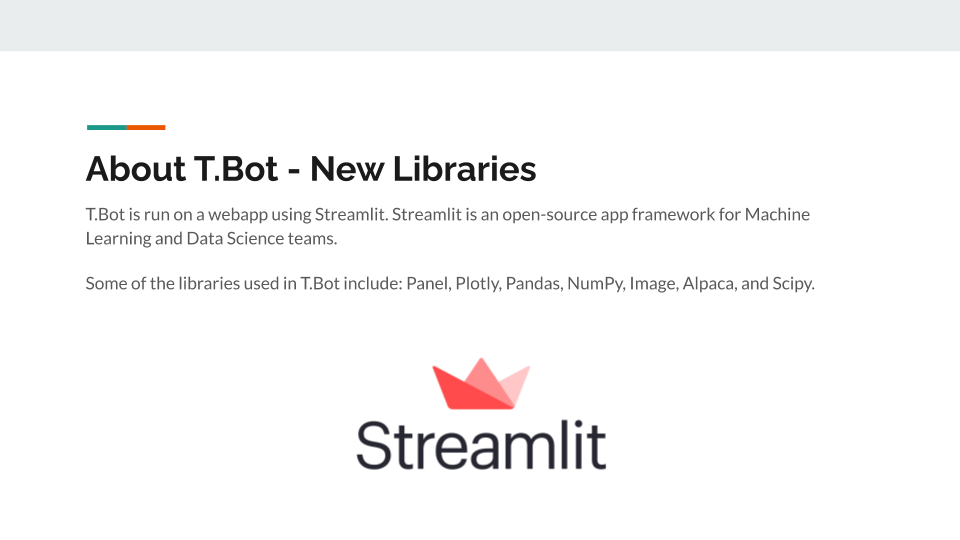 About T.Bot - New Libraries
T.Bot is run on a webapp using Streamlit. Streamlit is an open-source app framework for Machine
Learning and Data Science teams.
Some of the libraries used in T.Bot include: Panel, Plotly, Pandas, NumPy, Image, Alpaca, and Scipy.
Streamlit